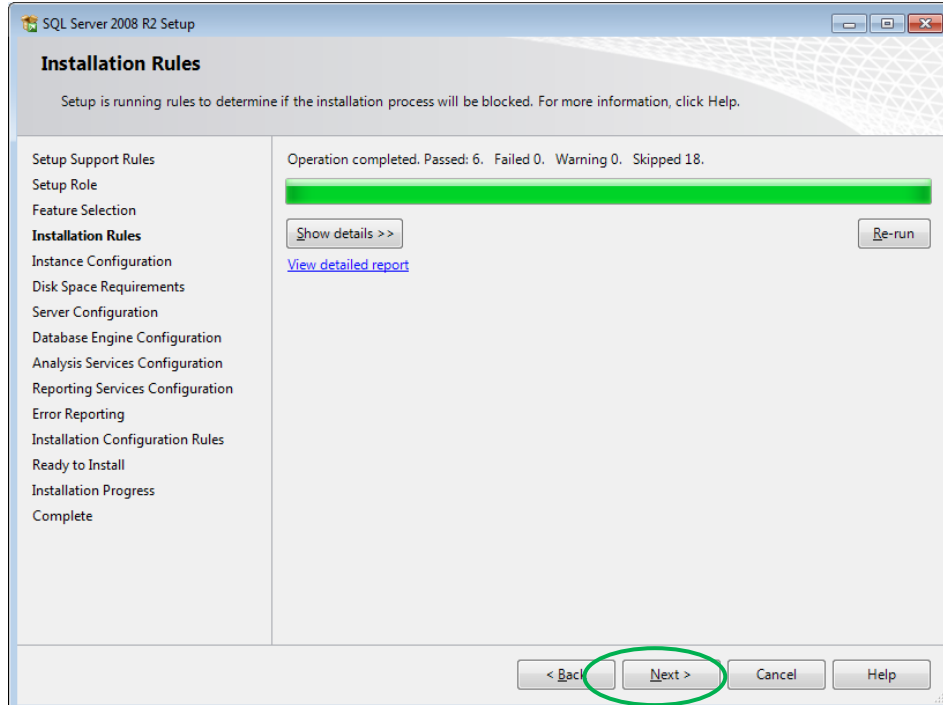 SQL Server 2008 R2 Setup
Installation Rules
Setup is running rules to determine if the installation process will be blocked. For more information, click Help.
Setup Support Rules
Setup Role
Feature Selection
Installation Rules
Instance Configuration
Disk Space Requirements
Server Configuration
Database Engine Configuration
Analysis Services Configuration
Reporting Services Configuration
Error Reporting
Installation Configuration Rules
Ready to Install
Installation Progress
Complete
Operation completed. Passed: 6.   Failed 0.   Warning 0.   Skipped 18.
Show details >>
Re-run
View detailed report
< Back
Next >
Cancel
Help